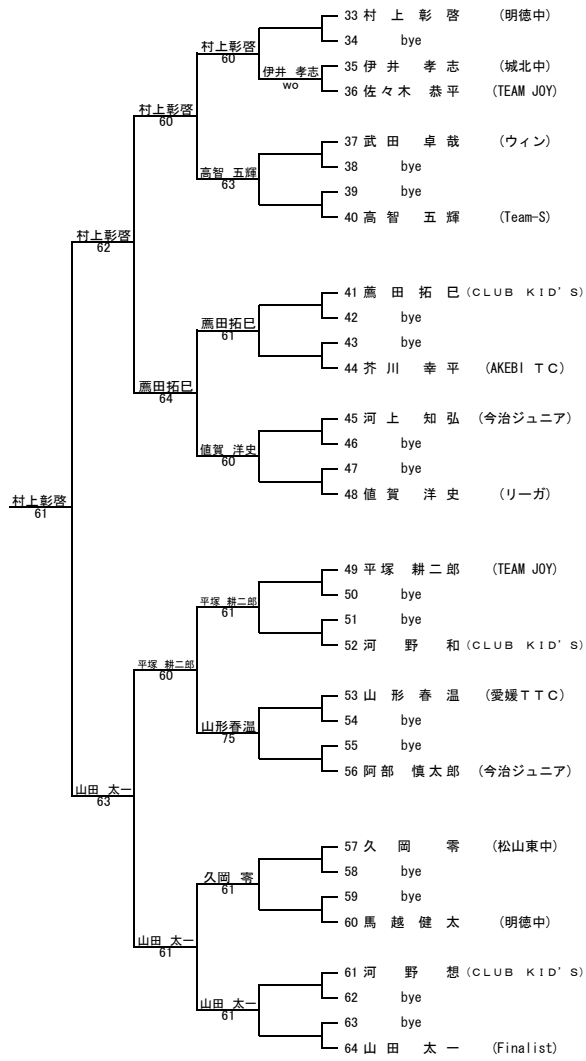 33 村 上 彰 啓 (明徳中)
34 bye
35 伊 井 孝 志 (城北中)
36 佐々木 恭平 (TEAM JOY)
37 武 田 卓 哉 (ウィン)
38 bye
39 bye
40 高 智 五 輝 (Team-S)
41 薦 田 拓 巳 (CLUB KID'S)
42 bye
43 bye
44 芥 川 幸 平 (AKEBI TC)
45 河 上 知 弘 (今治ジュニア)
46 bye
47 bye
48 値 賀 洋 史 (リーガ)
49 平 塚 耕二郎 (TEAM JOY)
50 bye
51 bye
52 河 野 和 (CLUB KID'S)
53 山 形 春 温 (愛媛TTC)
54 bye
55 bye
56 阿 部 慎太郎 (今治ジュニア)
57 久 岡 零 (松山東中)
58 bye
59 bye
60 馬 越 健 太 (明徳中)
61 河 野 想 (CLUB KID'S)
62 bye
63 bye
64 山 田 太 一 (Finalist)
伊井 孝志
wo
村上彰啓
60
高智 五輝
63
薦田拓巳
61
値賀 洋史
60
平塚 耕二郎
61
山形春温
75
久岡 零
61
山田 太一
61
村上彰啓
60
薦田拓巳
64
平塚 耕二郎
60
山田 太一
61
村上彰啓
62
山田 太一
63
村上彰啓
61